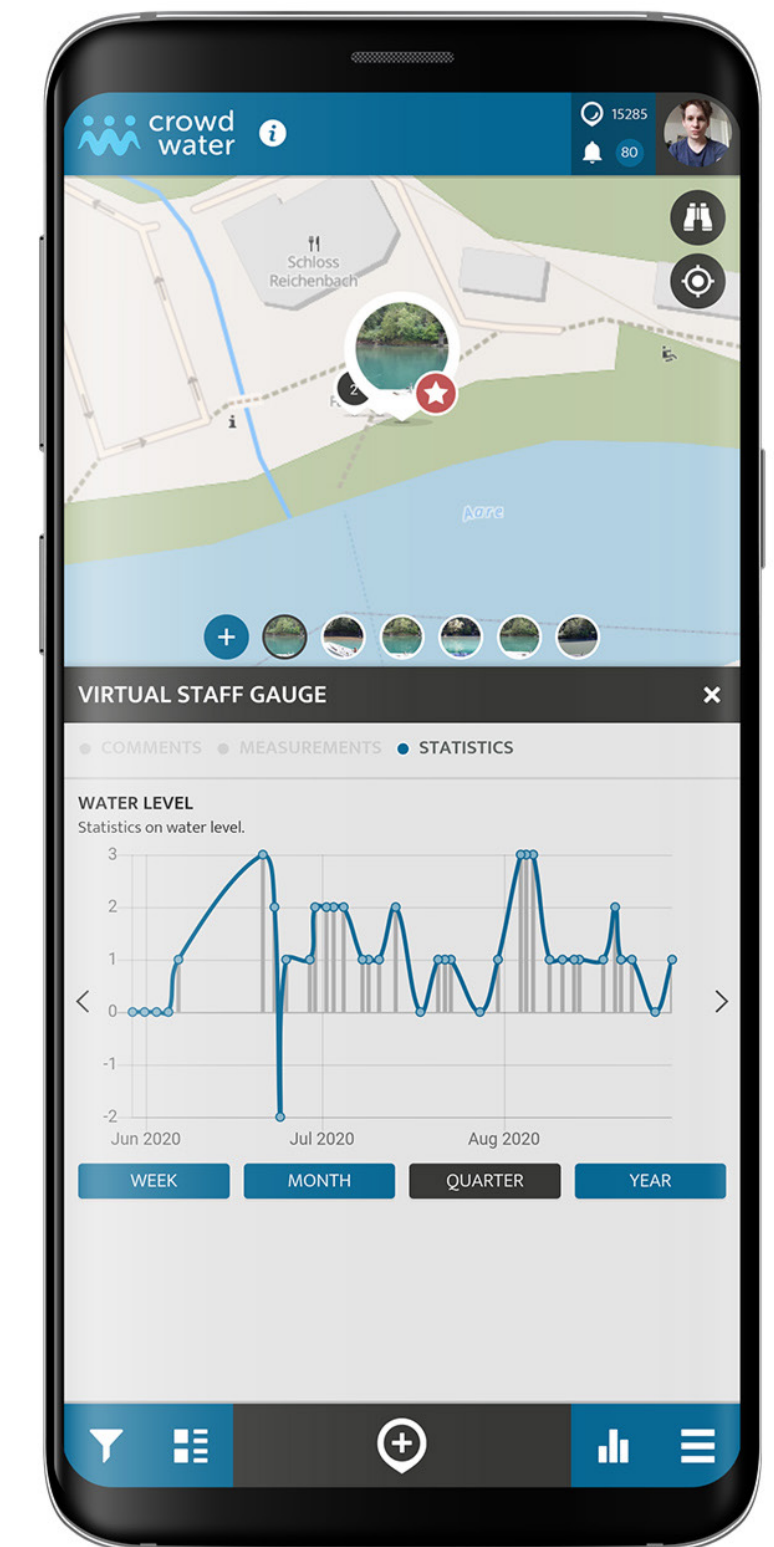 crowd
water
i
15285
80
Schloss
Reichenbach
2
i
Aare
+
VIRTUAL STAFF GAUGE ×
COMMENTS MEASUREMENTS STATISTICS
WATER LEVEL
Statistics on water level.
3
2
1
0
-1
-2
Jun 2020 Jul 2020 Aug 2020
WEEK MONTH QUARTER YEAR